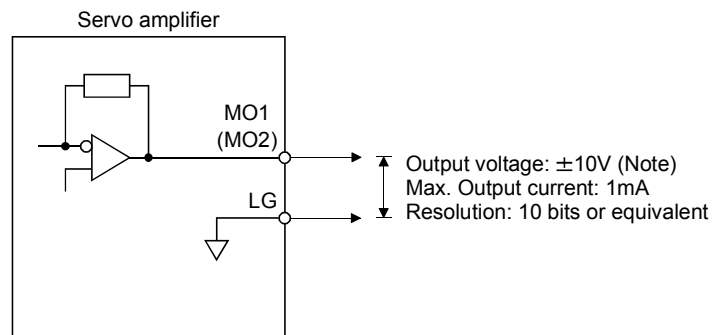 Servo amplifier
MO1
(MO2)
LG
Output voltage: ±10V (Note)
Max. Output current: 1mA
Resolution: 10 bits or equivalent